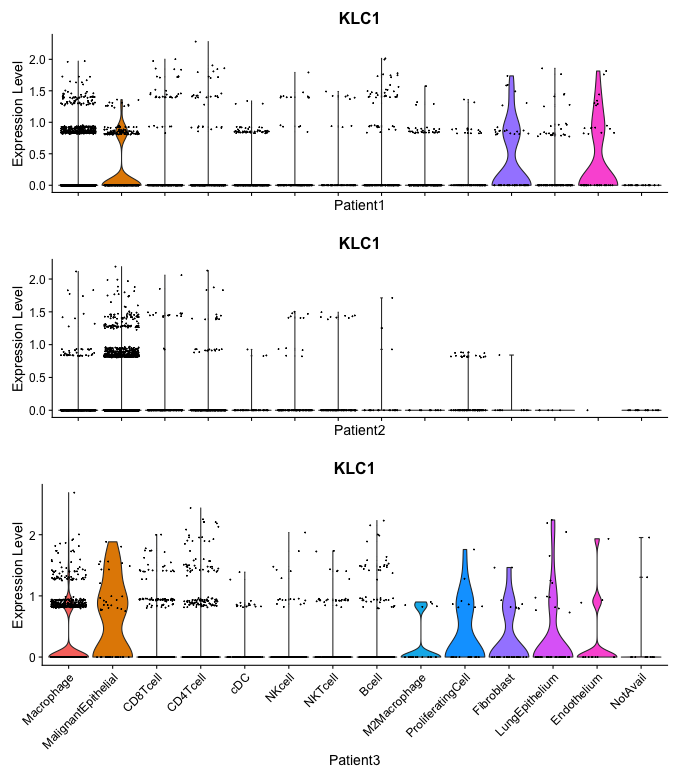 KLC1
Expression Level
2.0
1.5
1.0
0.5
0.0
Patient1
KLC1
Expression Level
2.0
1.5
1.0
0.5
0.0
Patient2
KLC1
Expression Level
2
1
0
Macrophage
MalignantEpithelial
CD8Tcell
CD4Tcell
cDC
NKcell
NKTcell
Bcell
M2Macrophage
ProliferatingCell
Fibroblast
LungEpithelium
Endothelium
NotAvail
Patient3